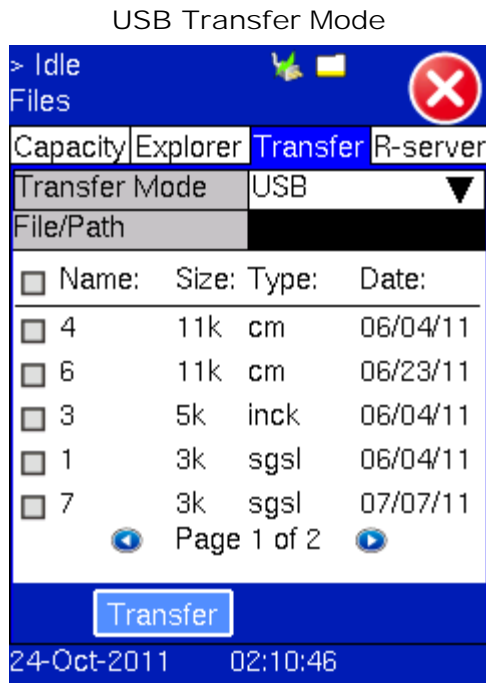 USB Transfer Mode
> Idle
Files
Capacity Explorer Transfer R-server
Transfer Mode USB
File/Path
Name: Size: Type: Date:
4 11k cm 06/04/11
6 11k cm 06/23/11
3 5k inck 06/04/11
1 3k sgsl 06/04/11
7 3k sgsl 07/07/11
Page 1 of 2
Transfer
24-Oct-2011 02:10:46